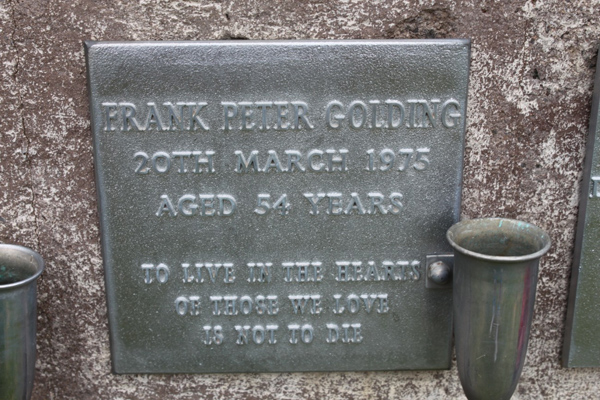 FRANK PETER GOLDING
20TH MARCH 1975
AGED 54 YEARS
TO LIVE IN THE HEARTS
OF THOSE WE LOVE
IS NOT TO DIE